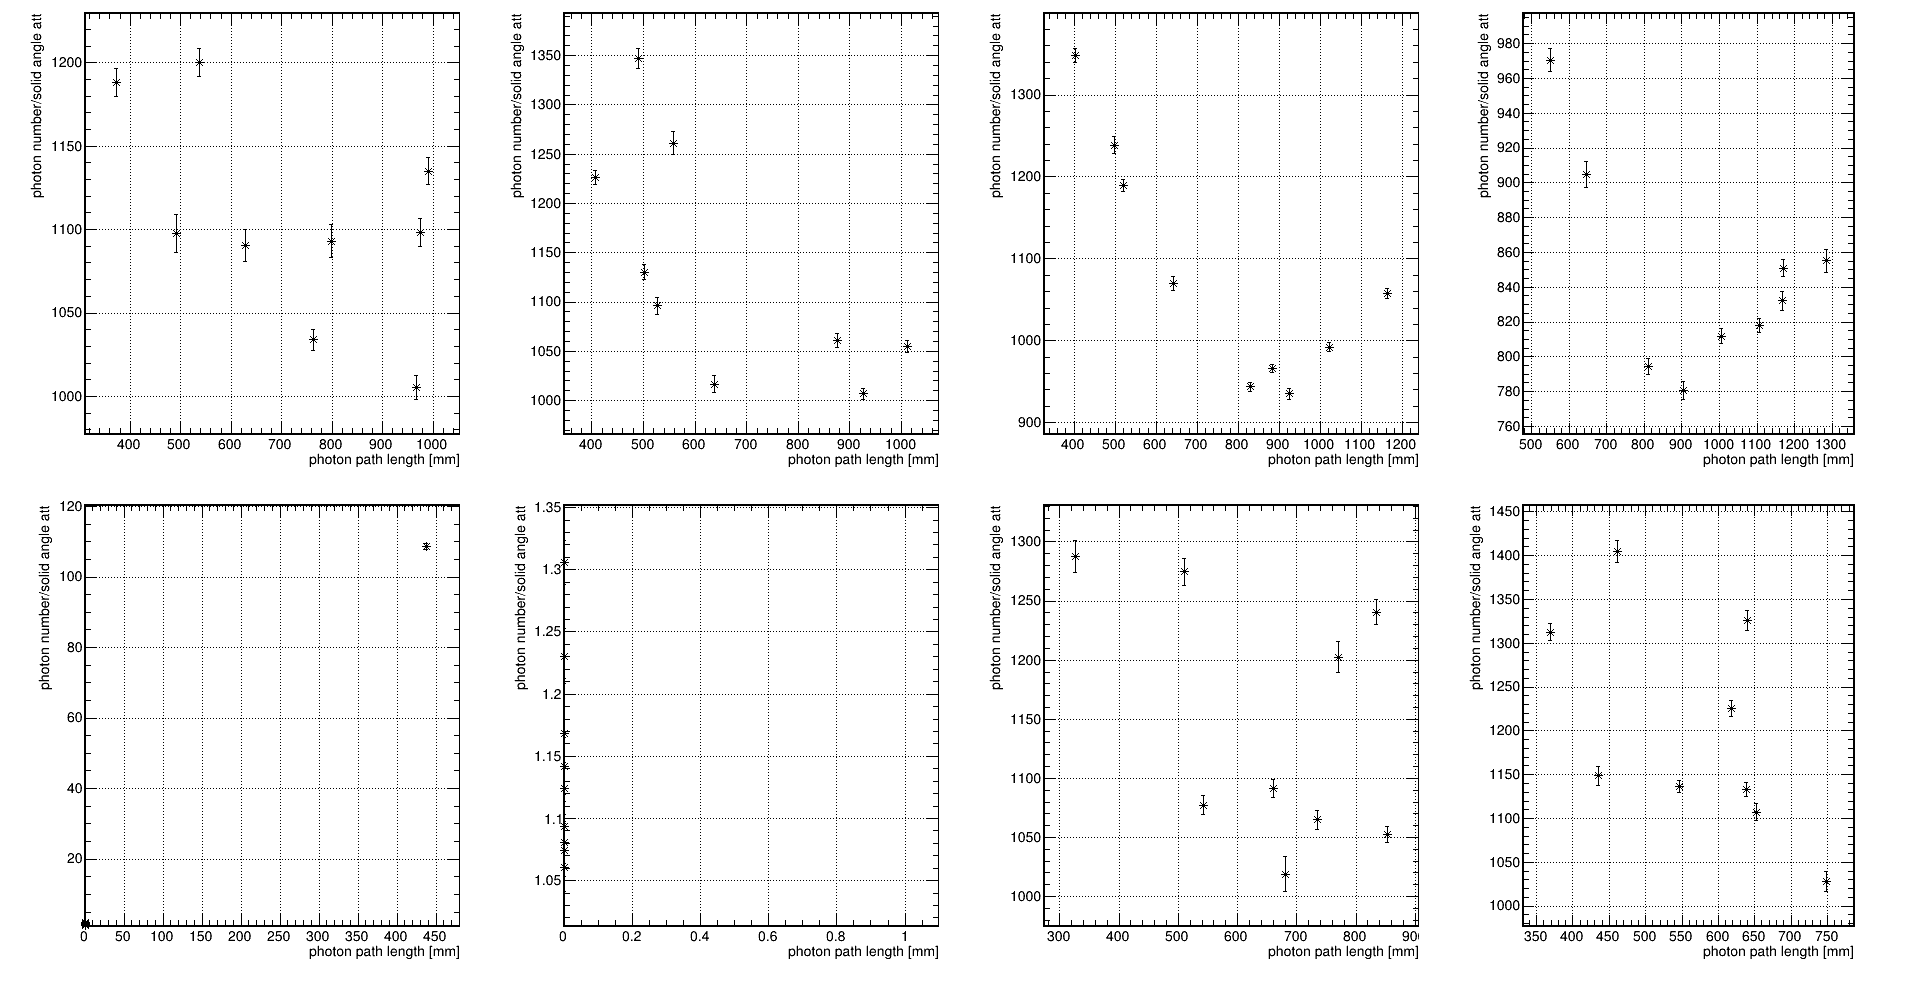 photon number/solid angle att
1200
1150
1100
1050
1000
400 500 600 700 800 900 1000
photon path length [mm]
photon number/solid angle att
1350
1300
1250
1200
1150
1100
1050
1000
400 500 600 700 800 900 1000
photon path length [mm]
photon number/solid angle att
1300
1200
1100
1000
900
400 500 600 700 800 900 1000 1100 1200
photon path length [mm]
photon number/solid angle att
980
960
940
920
900
880
860
840
820
800
780
760
500 600 700 800 900 1000 1100 1200 1300
photon path length [mm]
photon number/solid angle att
120
100
80
60
40
20
0 50 100 150 200 250 300 350 400 450
photon path length [mm]
photon number/solid angle att
1.35
1.3
1.25
1.2
1.15
1.1
1.05
0 0.2 0.4 0.6 0.8 1
photon path length [mm]
photon number/solid angle att
1300
1250
1200
1150
1100
1050
1000
300 400 500 600 700 800 90
photon path length [mm]
photon number/solid angle att
1450
1400
1350
1300
1250
1200
1150
1100
1050
1000
350 400 450 500 550 600 650 700 750
photon path length [mm]